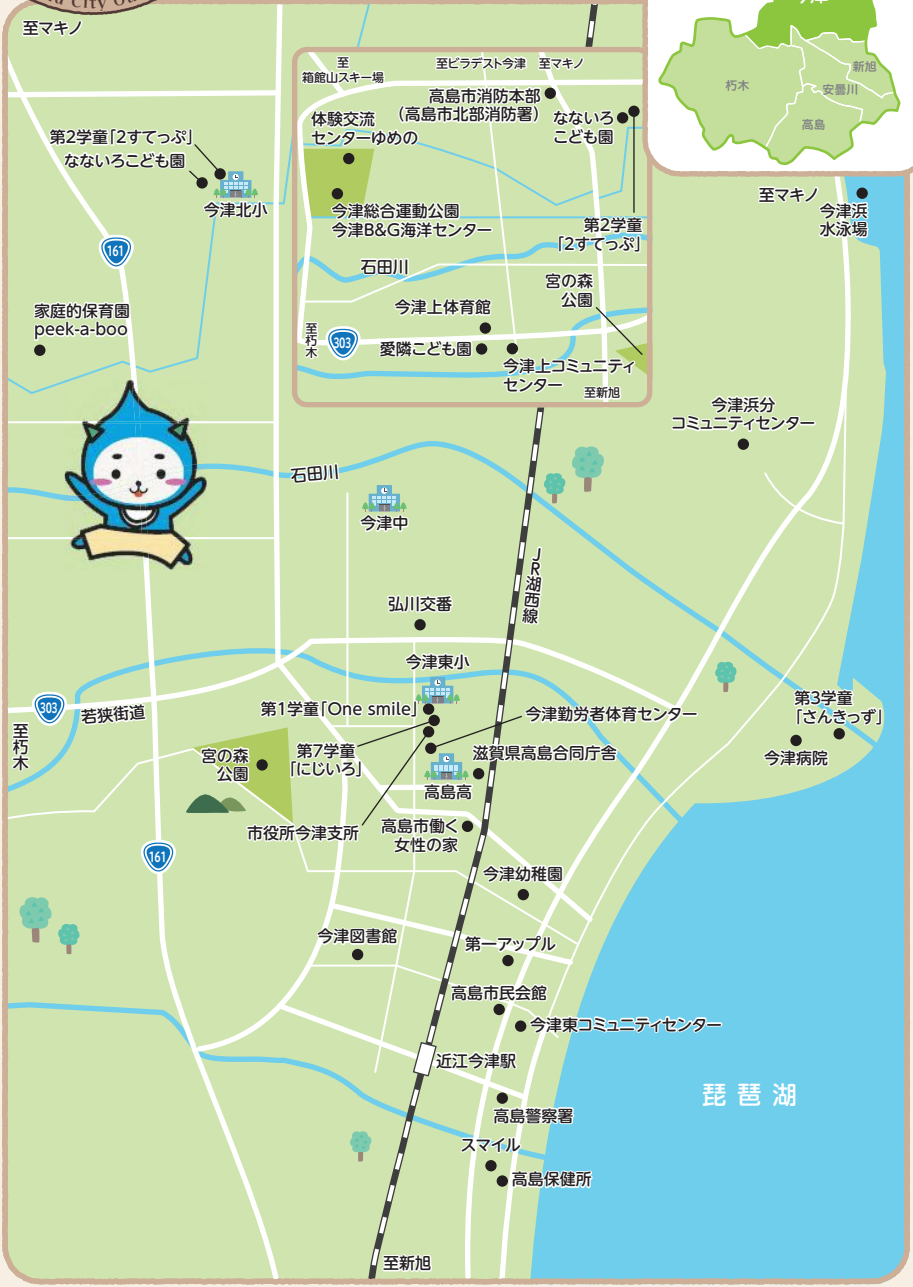 至マキノ
今津
新旭
朽木
安曇川
高島
至
箱館山スキー場
至ビラデスト今津
至マキノ
高島市消防本部
(高島市北部消防署)
なないろ
こども園
体験交流
センターゆめの
今津総合運動公園
今津B&G海洋センター
第2学童
「2すてっぷ」
石田川
宮の森
公園
今津上体育館
至朽木
303
愛隣こども園
今津上コミュニティ
センター
至新旭
第2学童「2すてっぷ」
なないろこども園
今津北小
161
至マキノ
今津浜
水泳場
家庭的保育園
peek-a-boo
今津浜分
コミュニティセンター
石田川
今津中
JR湖西線
弘川交番
今津東小
303
若狭街道
至朽木
第1学童「One smile」
今津勤労者体育センター
第3学童
「さんきっず」
今津病院
宮の森
公園
第7学童
「にじいろ」
滋賀県高島合同庁舎
高島高
市役所今津支所
高島市働く
女性の家
161
今津幼稚園
今津図書館
第一アップル
高島市民会館
今津東コミュニティセンター
近江今津駅
琵琶湖
高島警察署
スマイル
高島保健所
至新旭